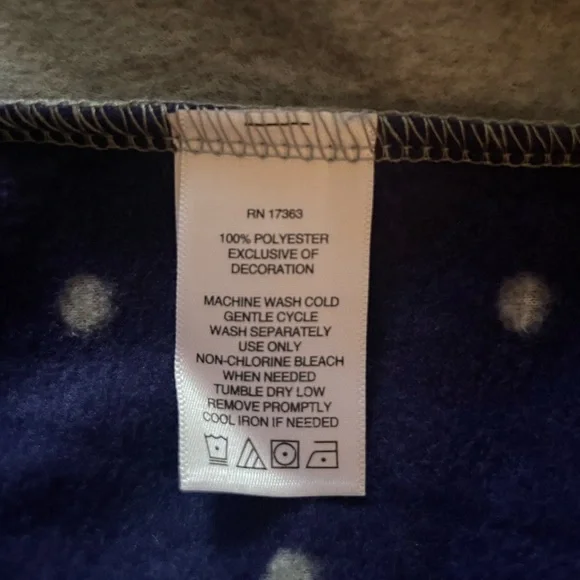 RN 17363
100% POLYESTER
EXCLUSIVE OF
DECORATION
MACHINE WASH COLD
GENTLE CYCLE
WASH SEPARATELY
USE ONLY
NON-CHLORINE BLEACH
WHEN NEEDED
TUMBLE DRY LOW
REMOVE PROMPTLY
COOL IRON IF NEEDED